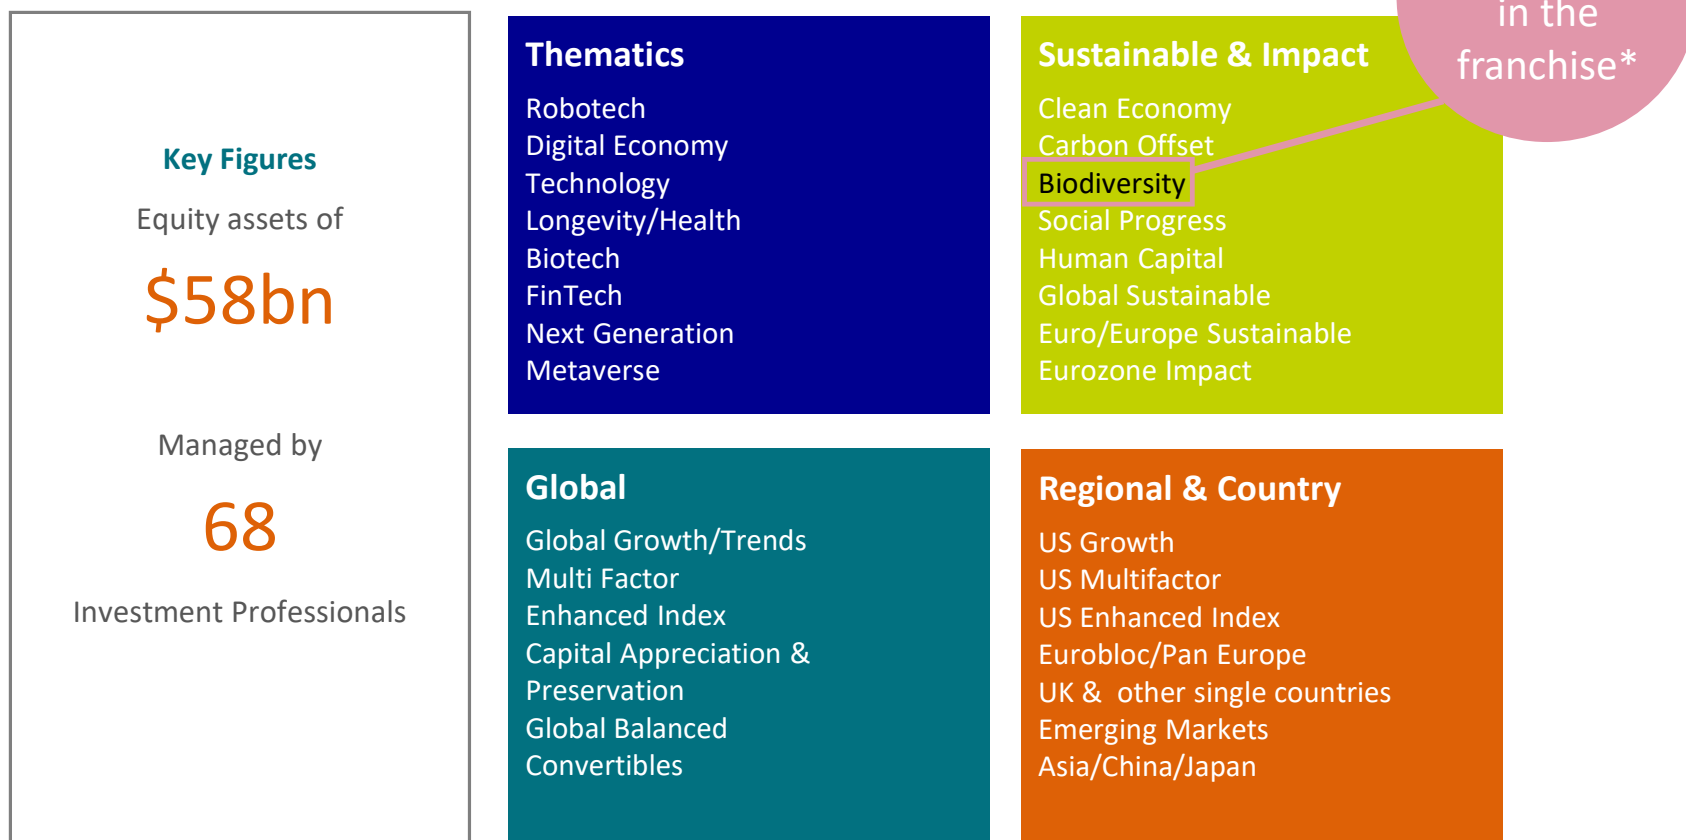 Key Figures
Equity assets of
$58bn
Managed by
68
Investment Professionals
Thematics
Robotech
Digital Economy
Technology
Longevity/Health
Biotech
FinTech
Next Generation
Metaverse
Sustainable & Impact
Clean Economy
Carbon Offset
Biodiversity
Social Progress
Human Capital
Global Sustainable
Euro/Europe Sustainable
Eurozone Impact
in the
franchise*
Global
Global Growth/Trends
Multi Factor
Enhanced Index
Capital Appreciation &
Preservation
Global Balanced
Convertibles
Regional & Country
US Growth
US Multifactor
US Enhanced Index
Eurobloc/Pan Europe
UK &  other single countries
Emerging Markets
Asia/China/Japan